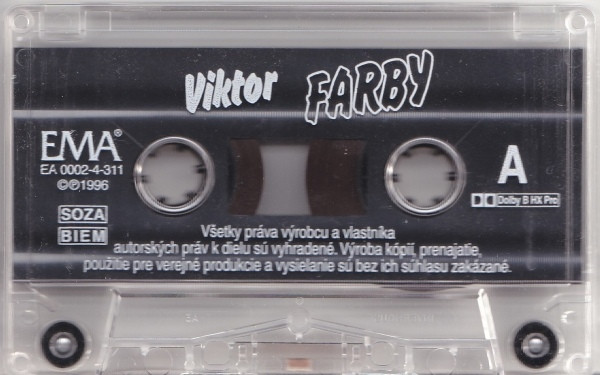 Viktor FARBY
EMA®
EA 0002-4-311
©℗1996
A
Dolby B HX Pro
SOZA
BIEM
Všetky práva výrobcu a vlastníka
autorských práv k dielu sú vyhradené. Výroba kópií, prenajatie,
použitie pre verejné produkcie a vysielanie sú bez ich súhlasu zakázané.